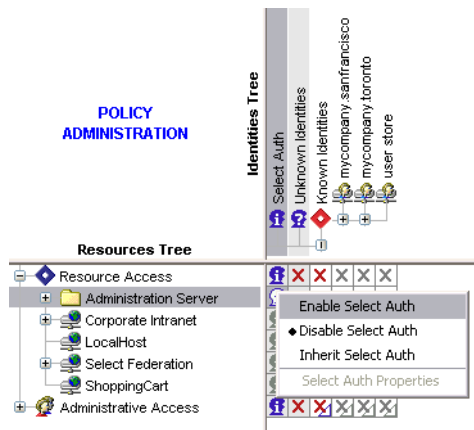 POLICY
ADMINISTRATION
Identities Tree
Select Auth
Unknown Identities
Known Identities
mycompany.sanfrancisco
mycompany.toronto
user store
Resources Tree
Resource Access
Administration Server
Corporate Intranet
LocalHost
Select Federation
ShoppingCart
Administrative Access
Enable Select Auth
Disable Select Auth
Inherit Select Auth
Select Auth Properties